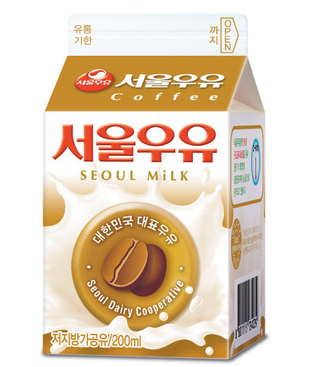 유통
기한
까지
OPEN
서울우유
서울우유
Coffee
서울우유
SEOUL MiLK
대한민국 대표우유
Seoul Dairy Cooperative
저지방가공유/200ml